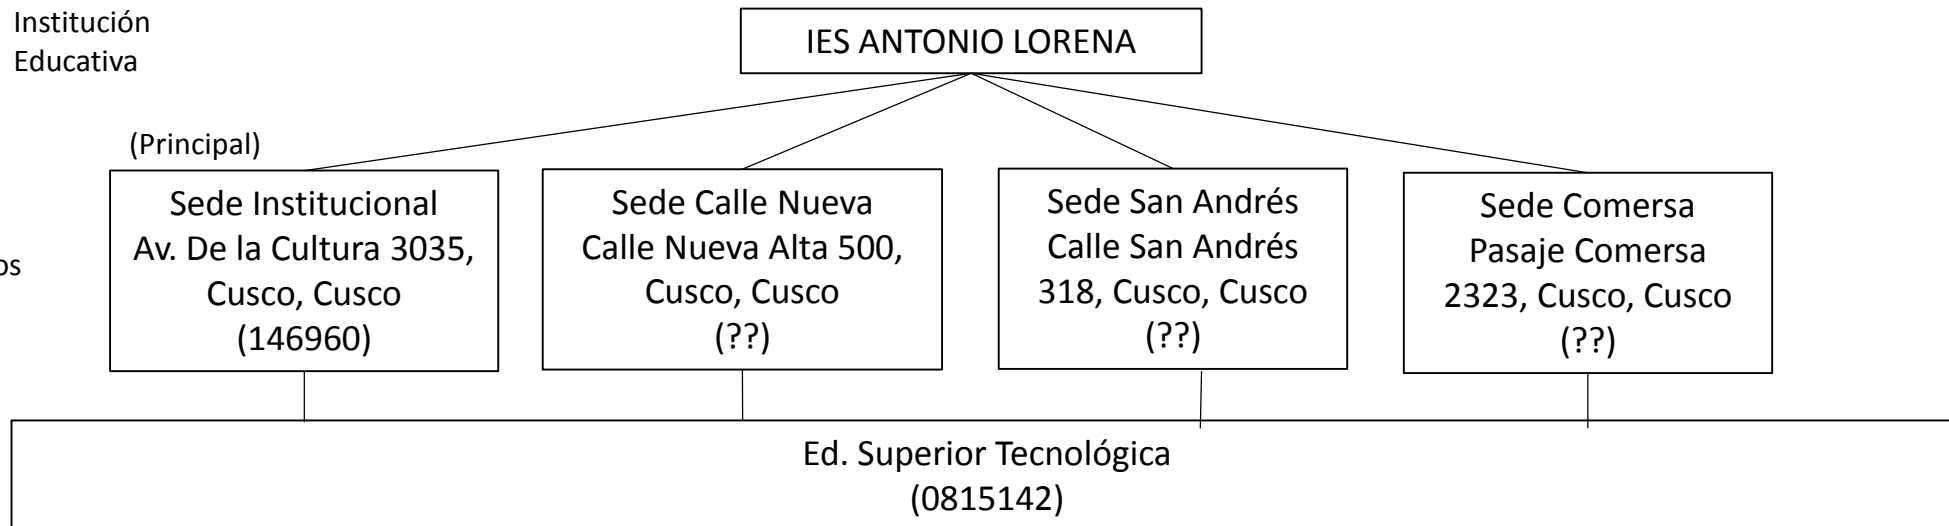 Institución
Educativa
IES ANTONIO LORENA
(Principal)
Sede Institucional
Av. De la Cultura 3035,
Cusco, Cusco
(146960)
Sede Calle Nueva
Calle Nueva Alta 500,
Cusco, Cusco
(??)
Sede San Andrés
Calle San Andrés
318, Cusco, Cusco
(??)
Sede Comersa
Pasaje Comersa
2323, Cusco, Cusco
(??)
Ed. Superior Tecnológica
(0815142)